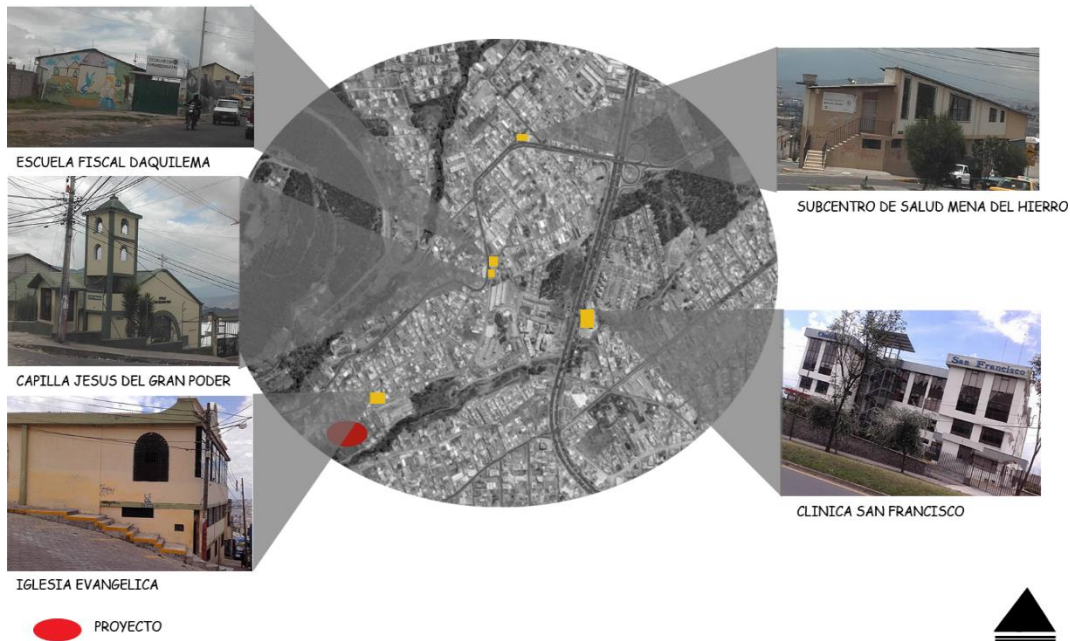 ESCUELA FISCAL DAQUILEMA
SUBCENTRO DE SALUD MENA DEL HIERRO
CAPILLA JESUS DEL GRAN PODER
San Francisco
CLINICA SAN FRANCISCO
IGLESIA EVANGELICA
PROYECTO